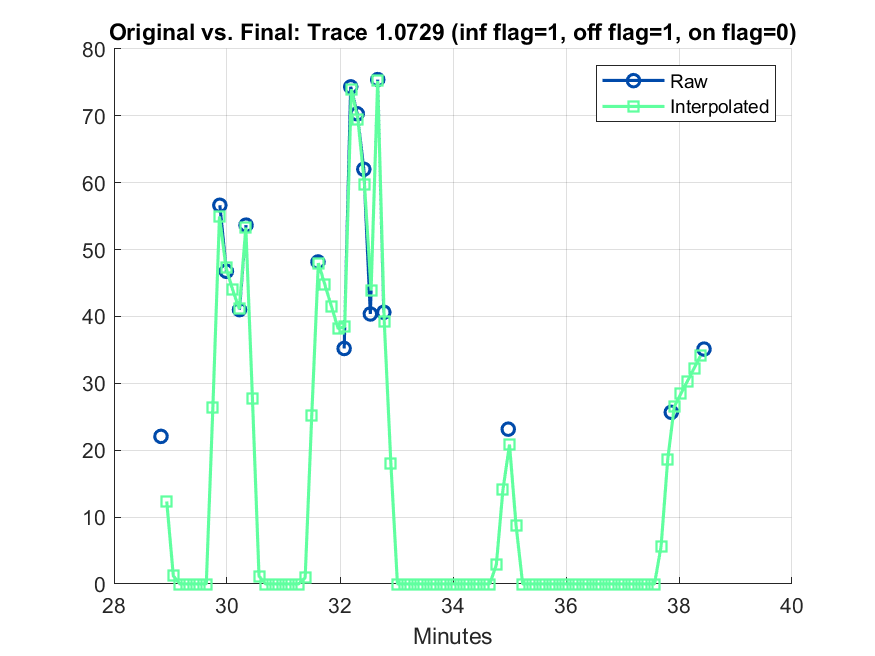 Original vs. Final: Trace 1.0729 (inf flag=1, off flag=1, on flag=0)
80
70
60
50
40
30
20
10
0
28 30 32 34 36 38 40
Minutes
Raw
Interpolated